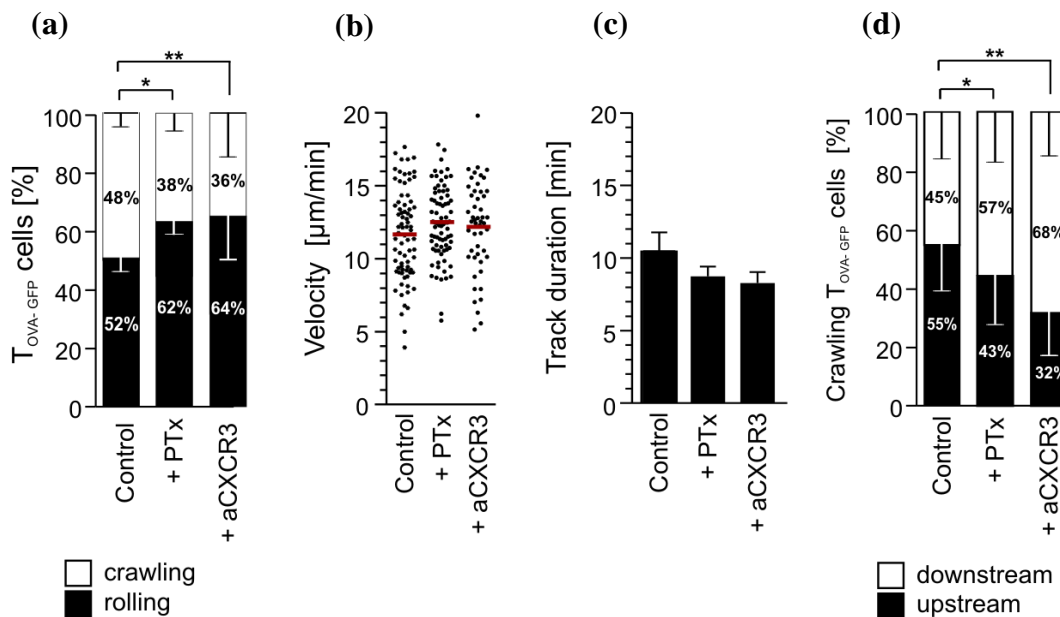 (a)
(b)
(c)
(d)
**
*
T OVA- GFP cells [%]
100
80
60
40
20
0
48%
38%
36%
52%
62%
64%
Control
+ PTx
+ aCXCR3
crawling
rolling
Velocity [µm/min]
20
15
10
5
0
Control
+ PTx
+ aCXCR3
Track duration [min]
20
15
10
5
0
Control
+ PTx
+ aCXCR3
**
*
Crawling T OVA- GFP cells [%]
100
80
60
40
20
0
45%
57%
68%
55%
43%
32%
Control
+ PTx
+ aCXCR3
downstream
upstream